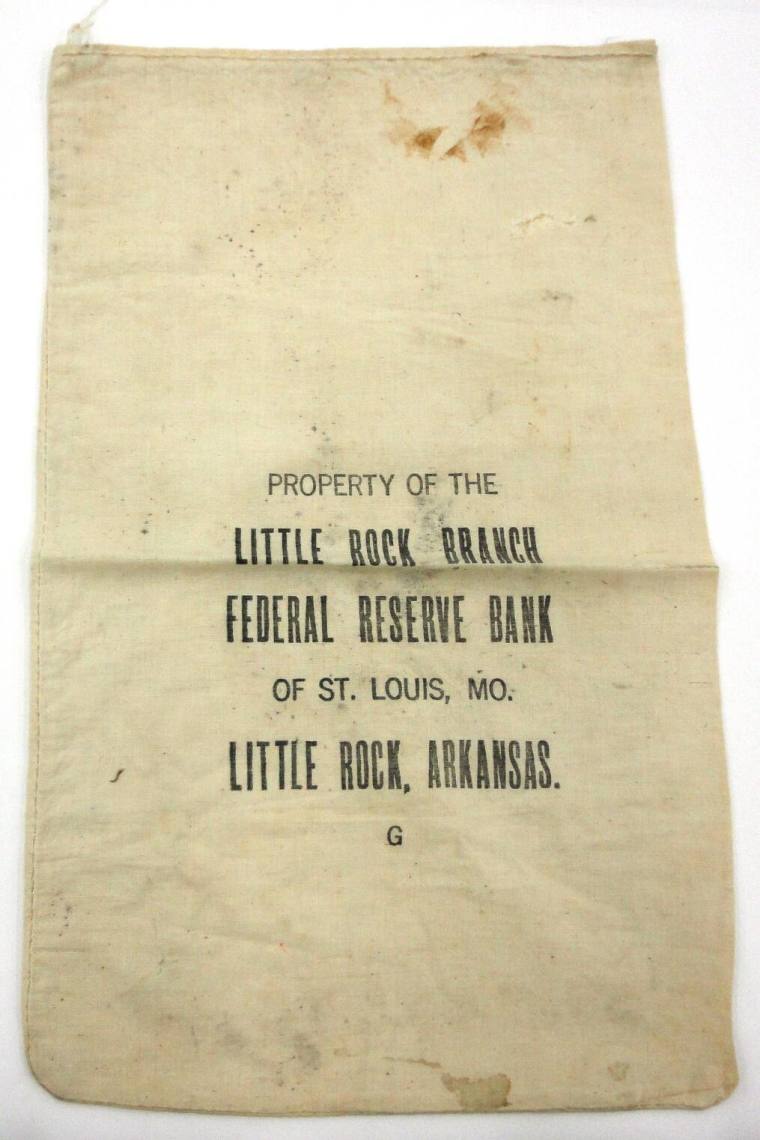 PROPERTY OF THE
LITTLE ROCK BRANCH
FEDERAL RESERVE BANK
OF ST. LOUIS, MO.
LITTLE ROCK, ARKANSAS.
G